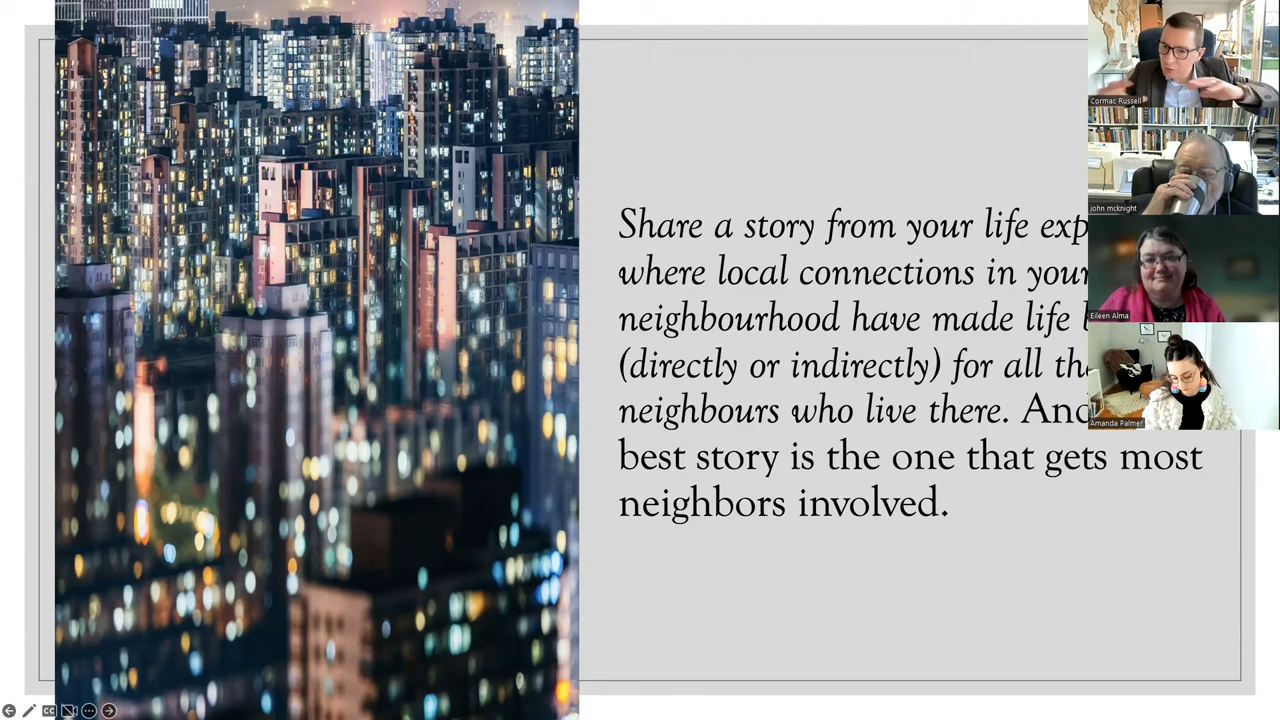 Share a story from your life exp
where local connections in your
neighbourhood have made life
(directly or indirectly) for all
neighbours who live there. And
best story is the one that gets most
neighbors involved.
Cormac Russell
john mcknight
Eileen Alma
Amanda Palmer
CC